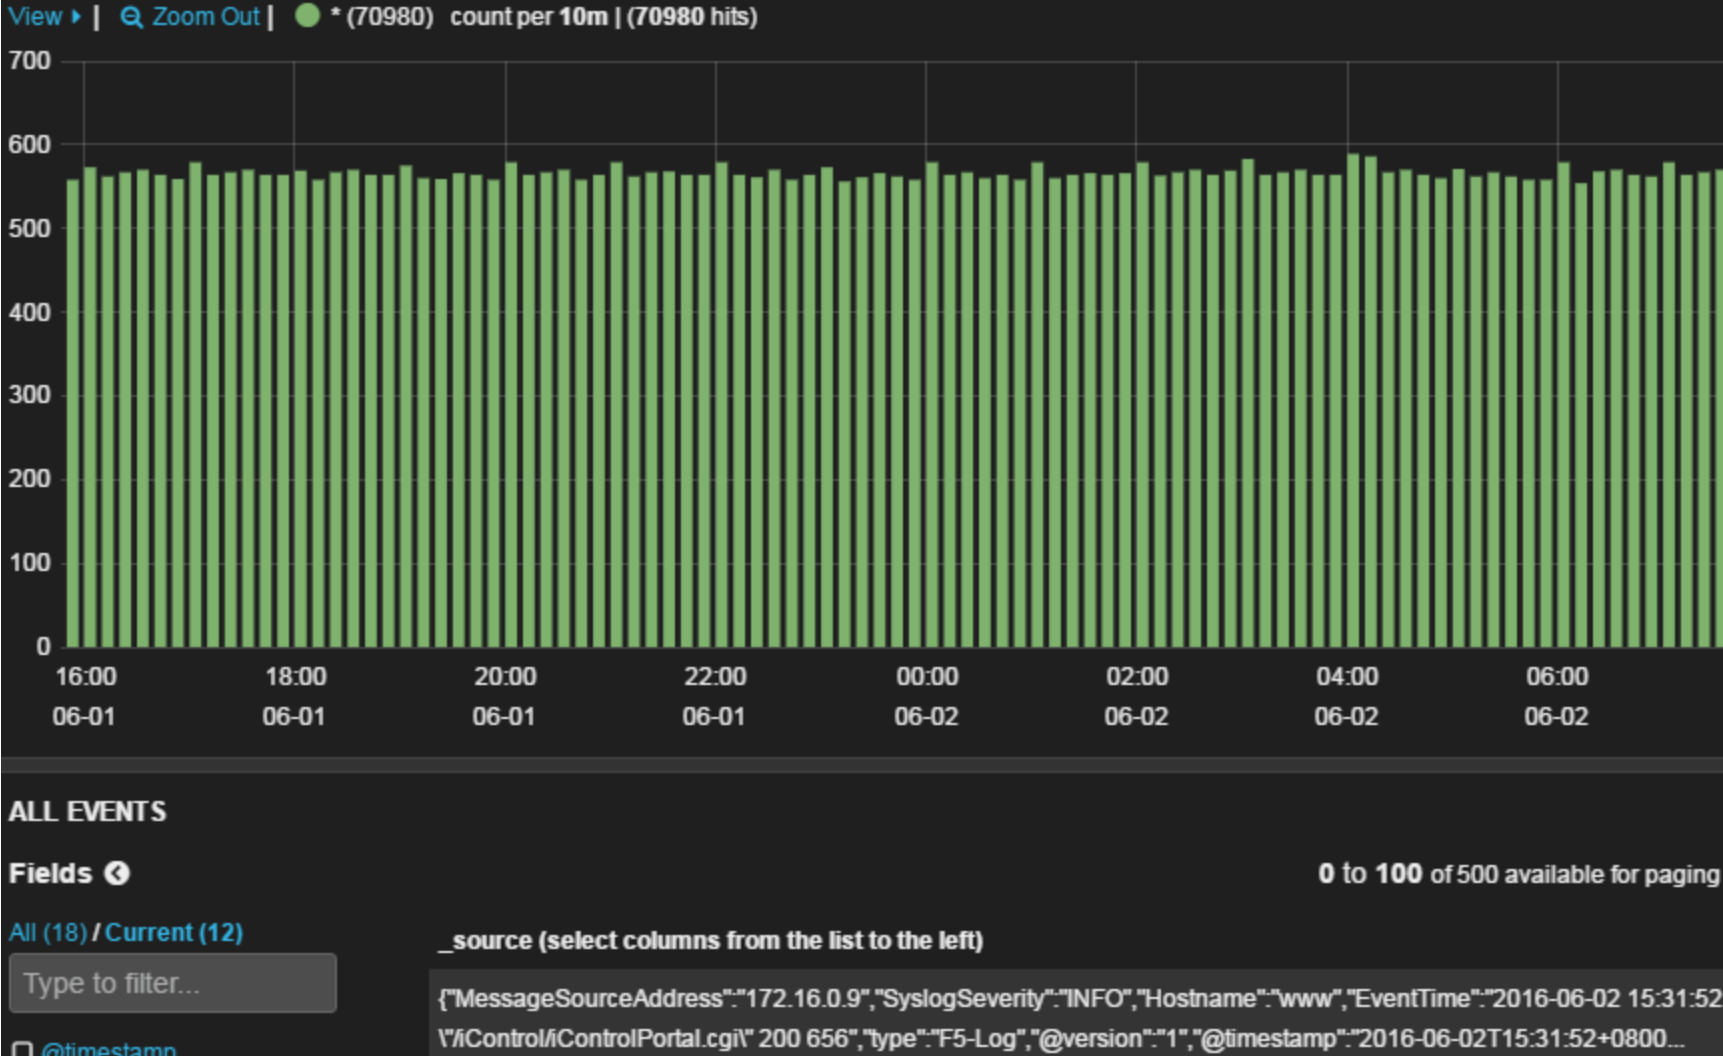 View | Zoom Out | * (70980) count per 10m | (70980 hits)
700
600
500
400
300
200
100
0
16:00 18:00 20:00 22:00 00:00 02:00 04:00 06:00
06-01 06-01 06-01 06-01 06-02 06-02 06-02 06-02
ALL EVENTS
Fields
0 to 100 of 500 available for paging
All (18) / Current (12)
_source (select columns from the list to the left)
Type to filter...
{"MessageSourceAddress":"172.16.0.9","SyslogSeverity":"INFO","Hostname":"www","EventTime":"2016-06-02 15:31:52
\"/iControl/iControlPortal.cgi\" 200 656","type":"F5-Log","@version":"1","@timestamp":"2016-06-02T15:31:52+0800...
@timestamp